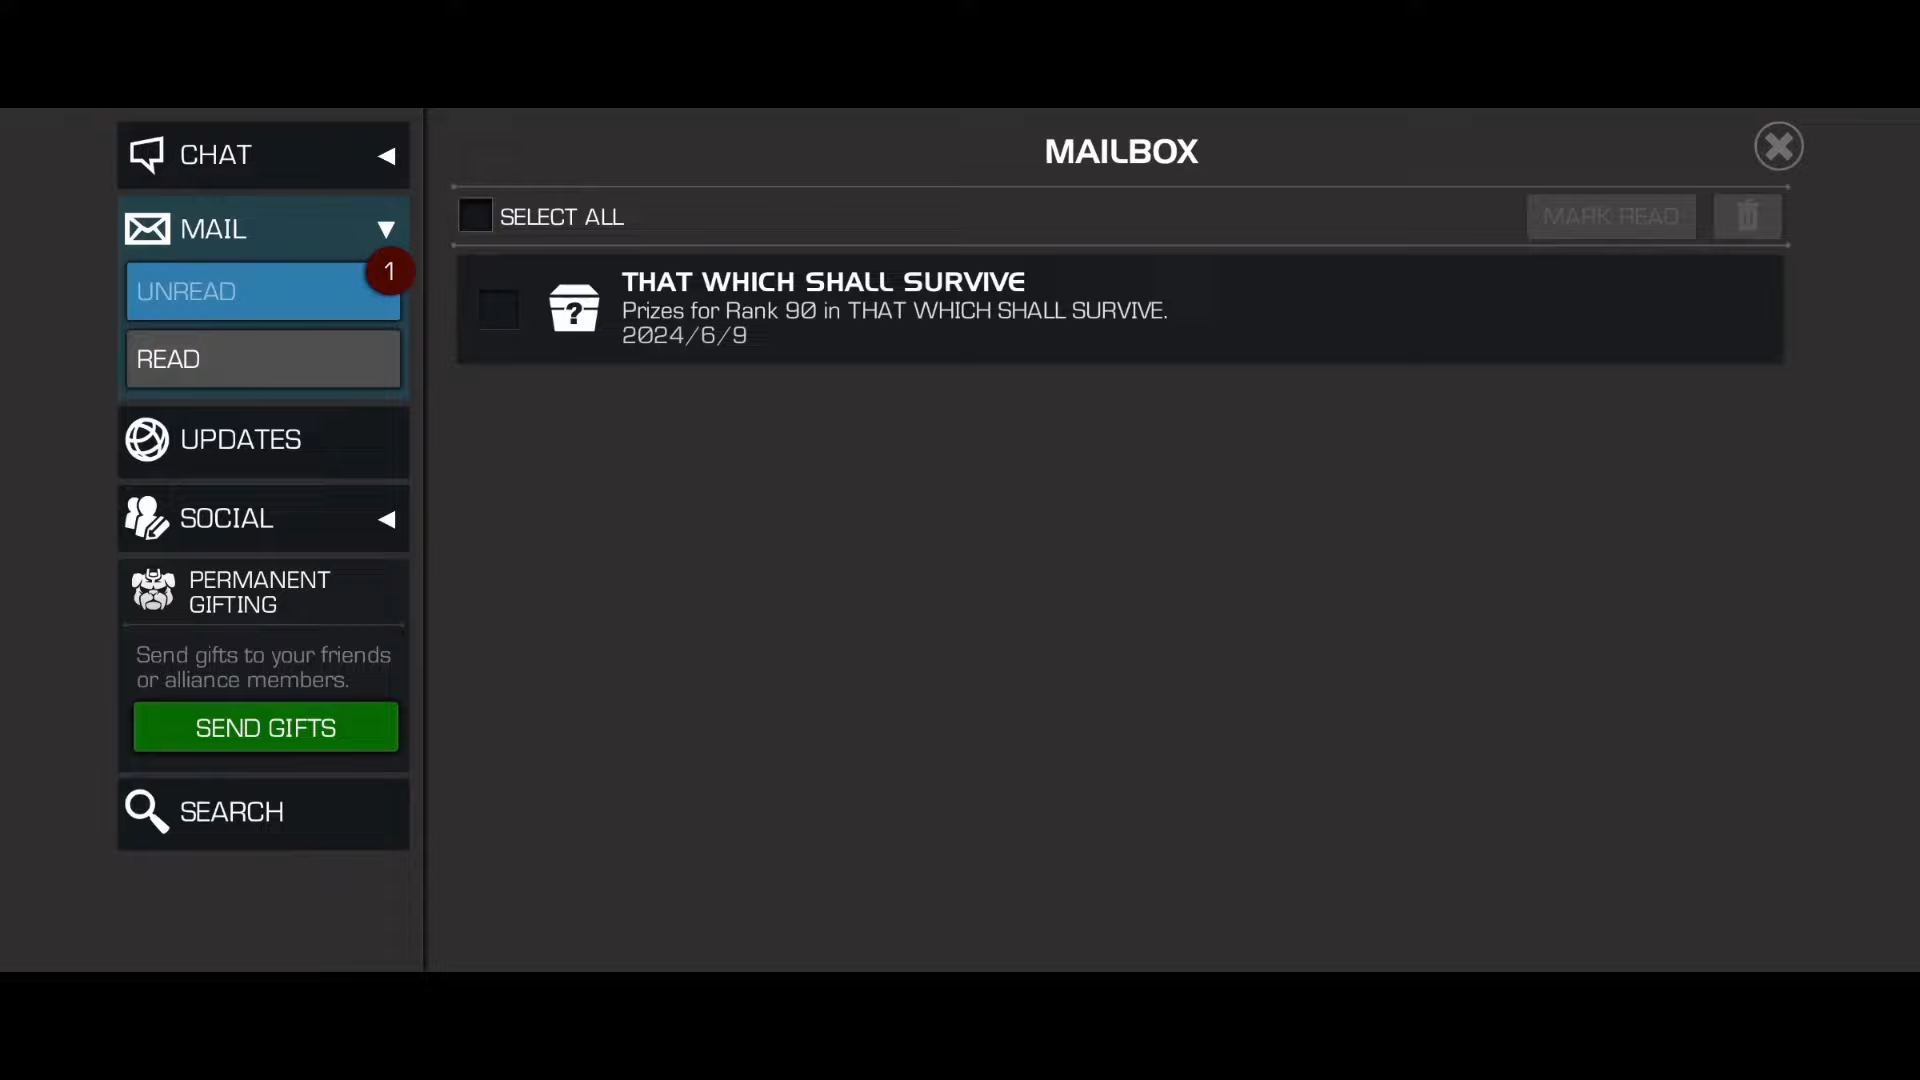 CHAT
MAIL
1
UNREAD
READ
UPDATES
SOCIAL
PERMANENT
GIFTING
Send gifts to your friends
or alliance members.
SEND GIFTS
SEARCH
MAILBOX
SELECT ALL
MARK READ
THAT WHICH SHALL SURVIVE
Prizes for Rank 90 in THAT WHICH SHALL SURVIVE.
2024/6/9